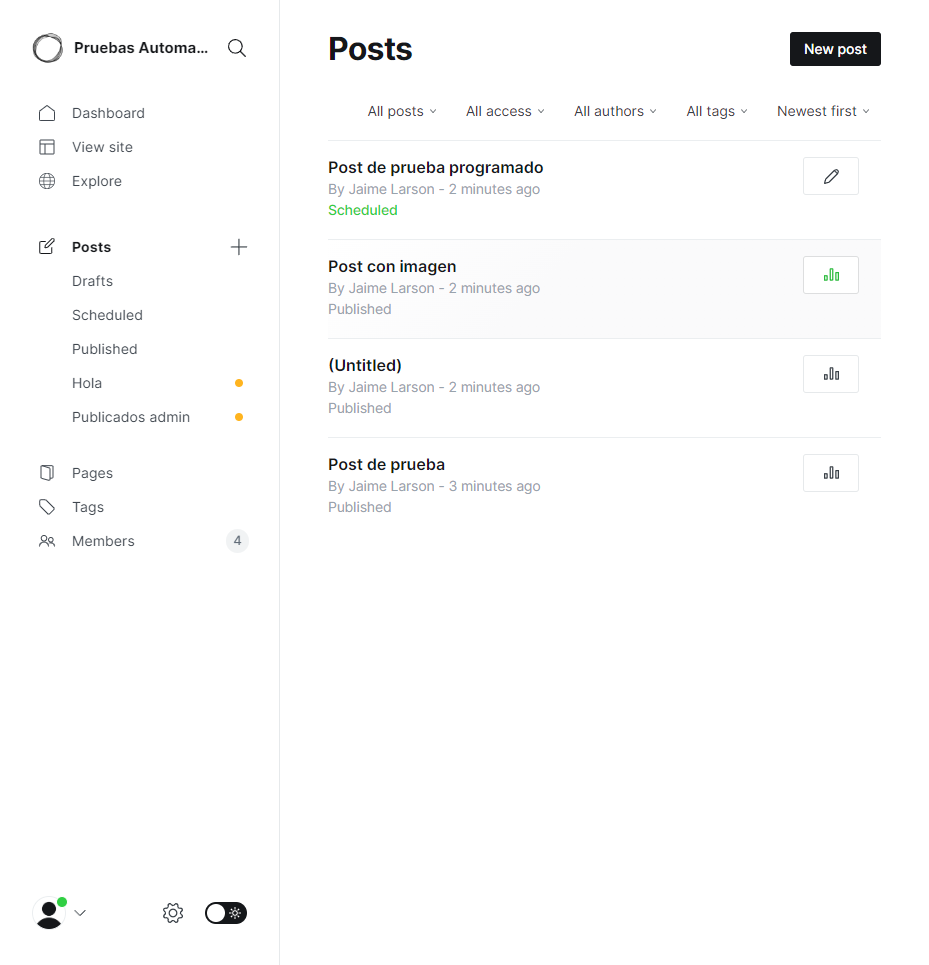 Pruebas Automa...
Dashboard
View site
Explore
Posts
Drafts
Scheduled
Published
Hola
Publicados admin
Pages
Tags
Members 4
Posts
New post
All posts All access All authors All tags Newest first
Post de prueba programado
By Jaime Larson - 2 minutes ago
Scheduled
Post con imagen
By Jaime Larson - 2 minutes ago
Published
(Untitled)
By Jaime Larson - 2 minutes ago
Published
Post de prueba
By Jaime Larson - 3 minutes ago
Published